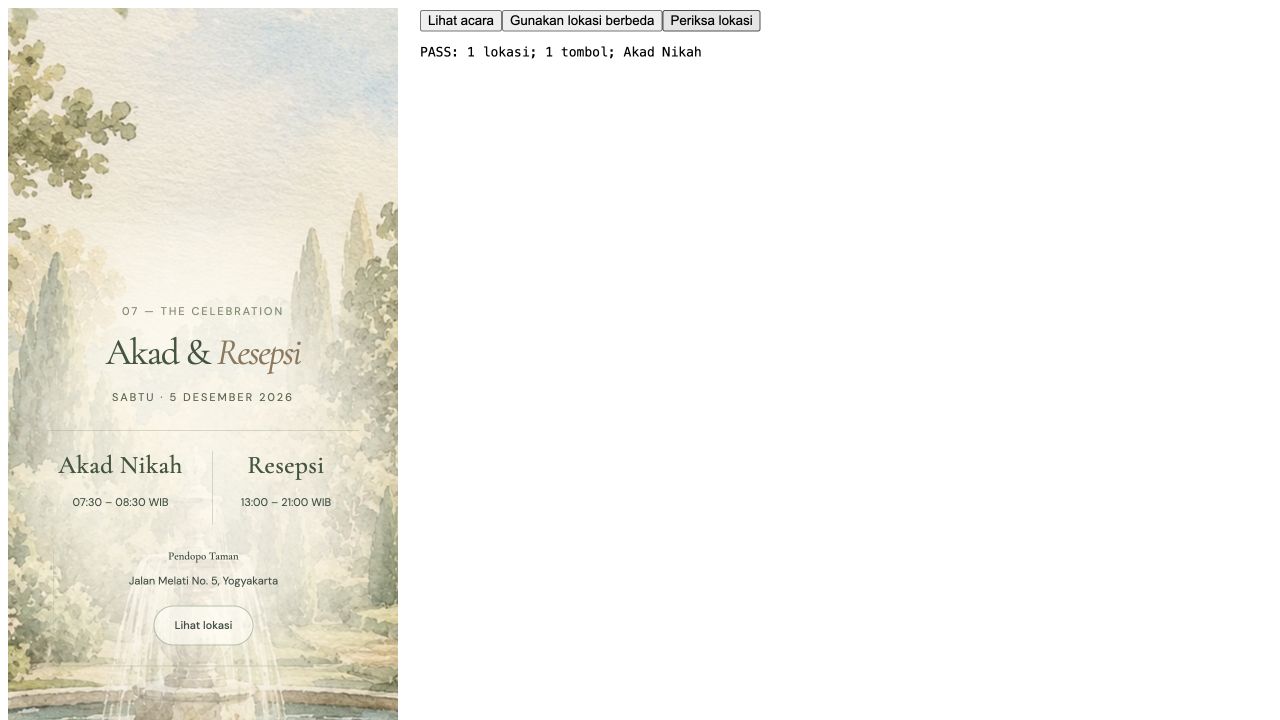 Lihat acara Gunakan lokasi berbeda Periksa lokasi
PASS: 1 lokasi; 1 tombol; Akad Nikah
07 — THE CELEBRATION
Akad & Resepsi
SABTU · 5 DESEMBER 2026
Akad Nikah
07:30 – 08:30 WIB
Resepsi
13:00 – 21:00 WIB
Pendopo Taman
Jalan Melati No. 5, Yogyakarta
Lihat lokasi